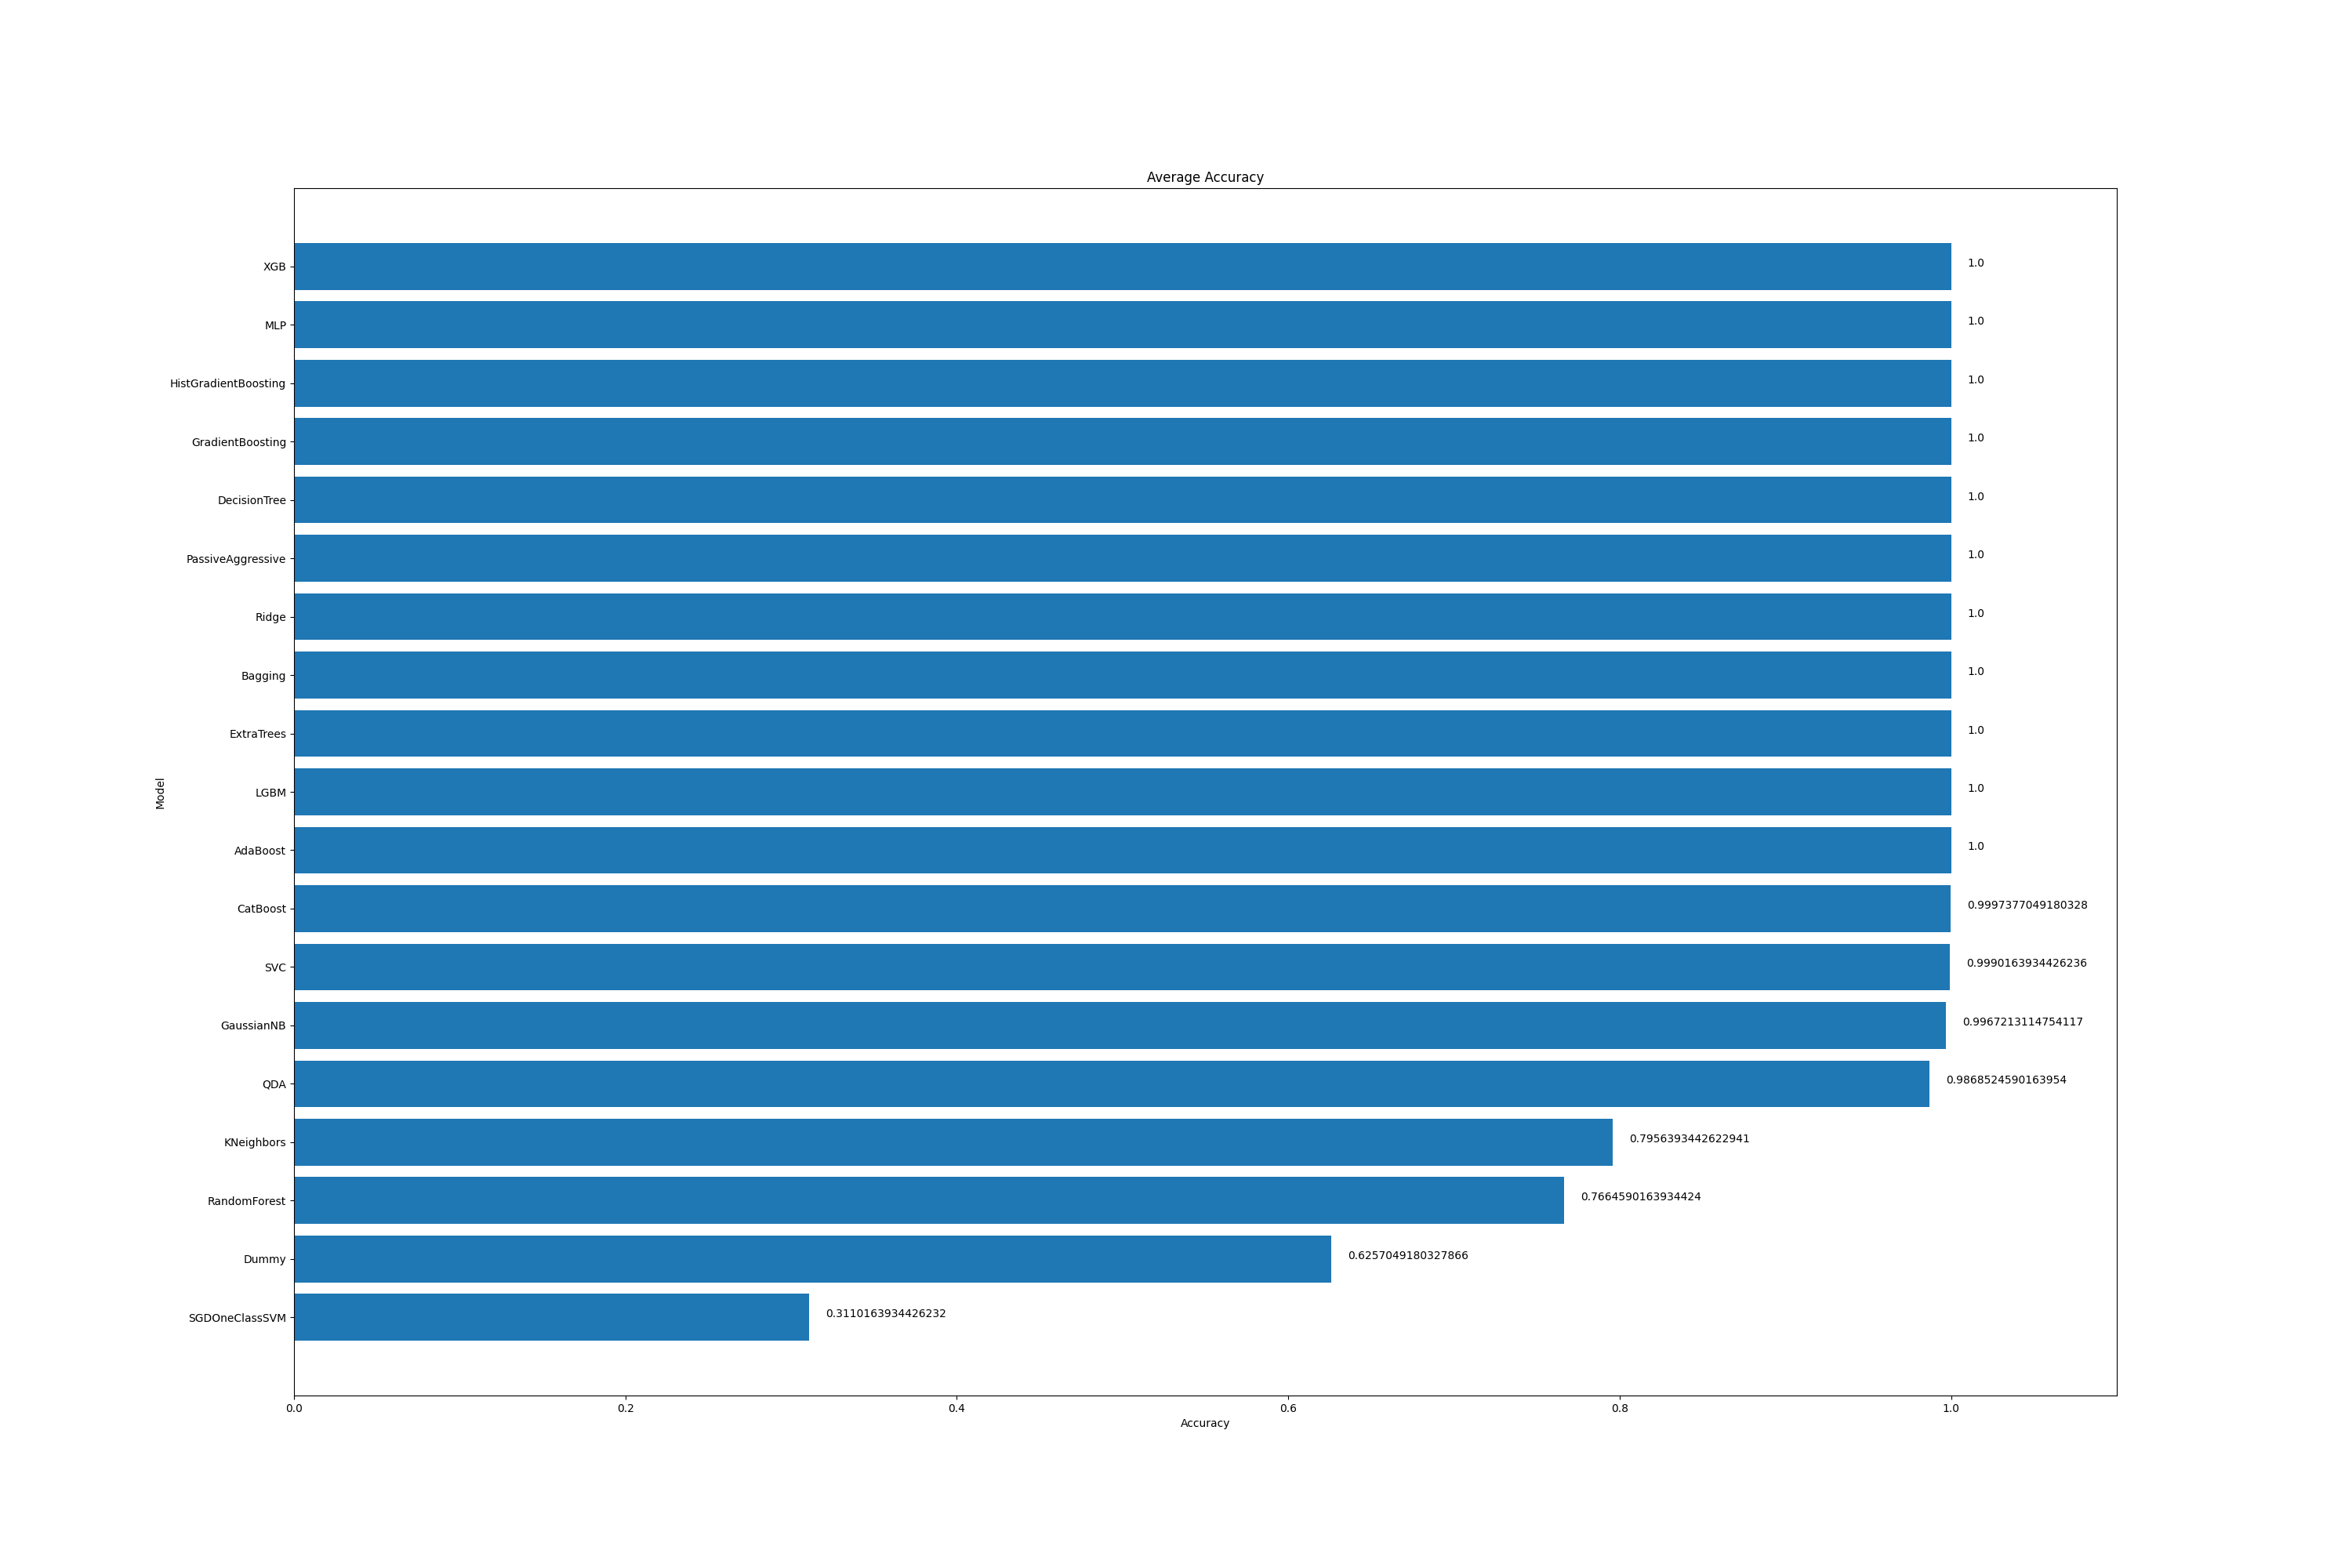 Average Accuracy
XGB 1.0
MLP 1.0
HistGradientBoosting 1.0
GradientBoosting 1.0
DecisionTree 1.0
PassiveAggressive 1.0
Ridge 1.0
Bagging 1.0
ExtraTrees 1.0
LGBM 1.0
AdaBoost 1.0
CatBoost 0.9997377049180328
SVC 0.9990163934426236
GaussianNB 0.9967213114754117
QDA 0.9868524590163954
KNeighbors 0.7956393442622941
RandomForest 0.7664590163934424
Dummy 0.6257049180327866
SGDOneClassSVM 0.3110163934426232
Model
0.0 0.2 0.4 0.6 0.8 1.0
Accuracy